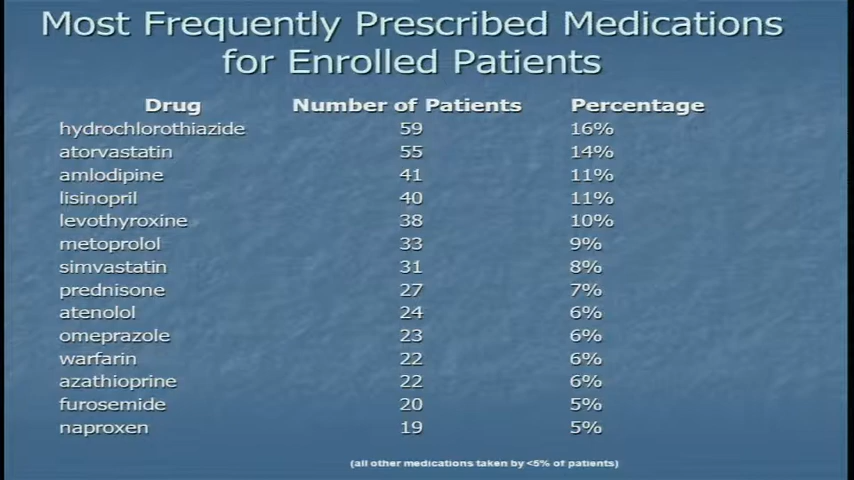 Most Frequently Prescribed Medications
for Enrolled Patients
Drug Number of Patients Percentage
hydrochlorothiazide 59 16%
atorvastatin 55 14%
amlodipine 41 11%
lisinopril 40 11%
levothyroxine 38 10%
metoprolol 33 9%
simvastatin 31 8%
prednisone 27 7%
atenolol 24 6%
omeprazole 23 6%
warfarin 22 6%
azathioprine 22 6%
furosemide 20 5%
naproxen 19 5%
(all other medications taken by <5% of patients)